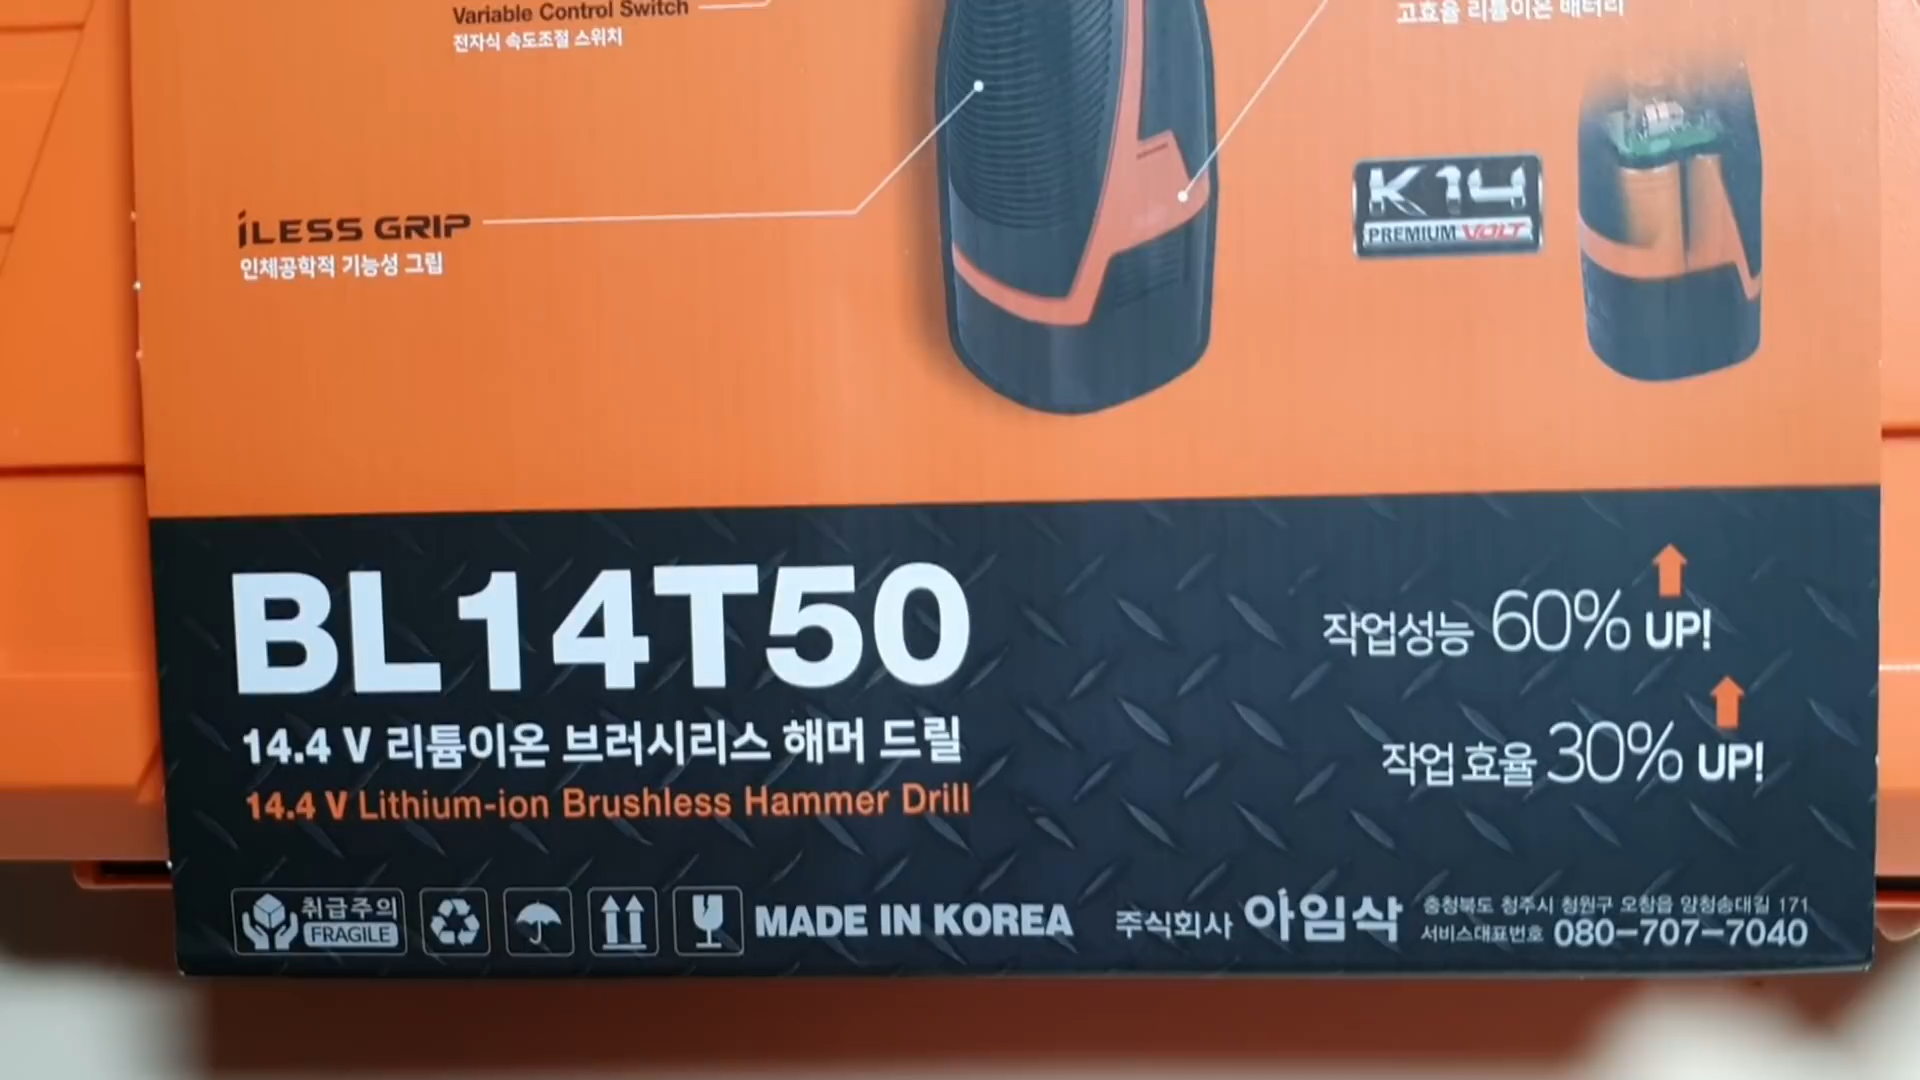 Variable Control Switch
전자식 속도조절 스위치
고효율 리튬이온 배터리
iLESS GRIP
인체공학적 기능성 그립
K14
PREMIUM VOLT
BL14T50
14.4 V 리튬이온 브러시리스 해머 드릴
14.4 V Lithium-ion Brushless Hammer Drill
작업성능 60% UP!
작업 효율 30% UP!
취급주의
FRAGILE
MADE IN KOREA
주식회사 아임삭
충청북도 청주시 청원구 오창읍 양청송대길 171
서비스대표번호 080-707-7040